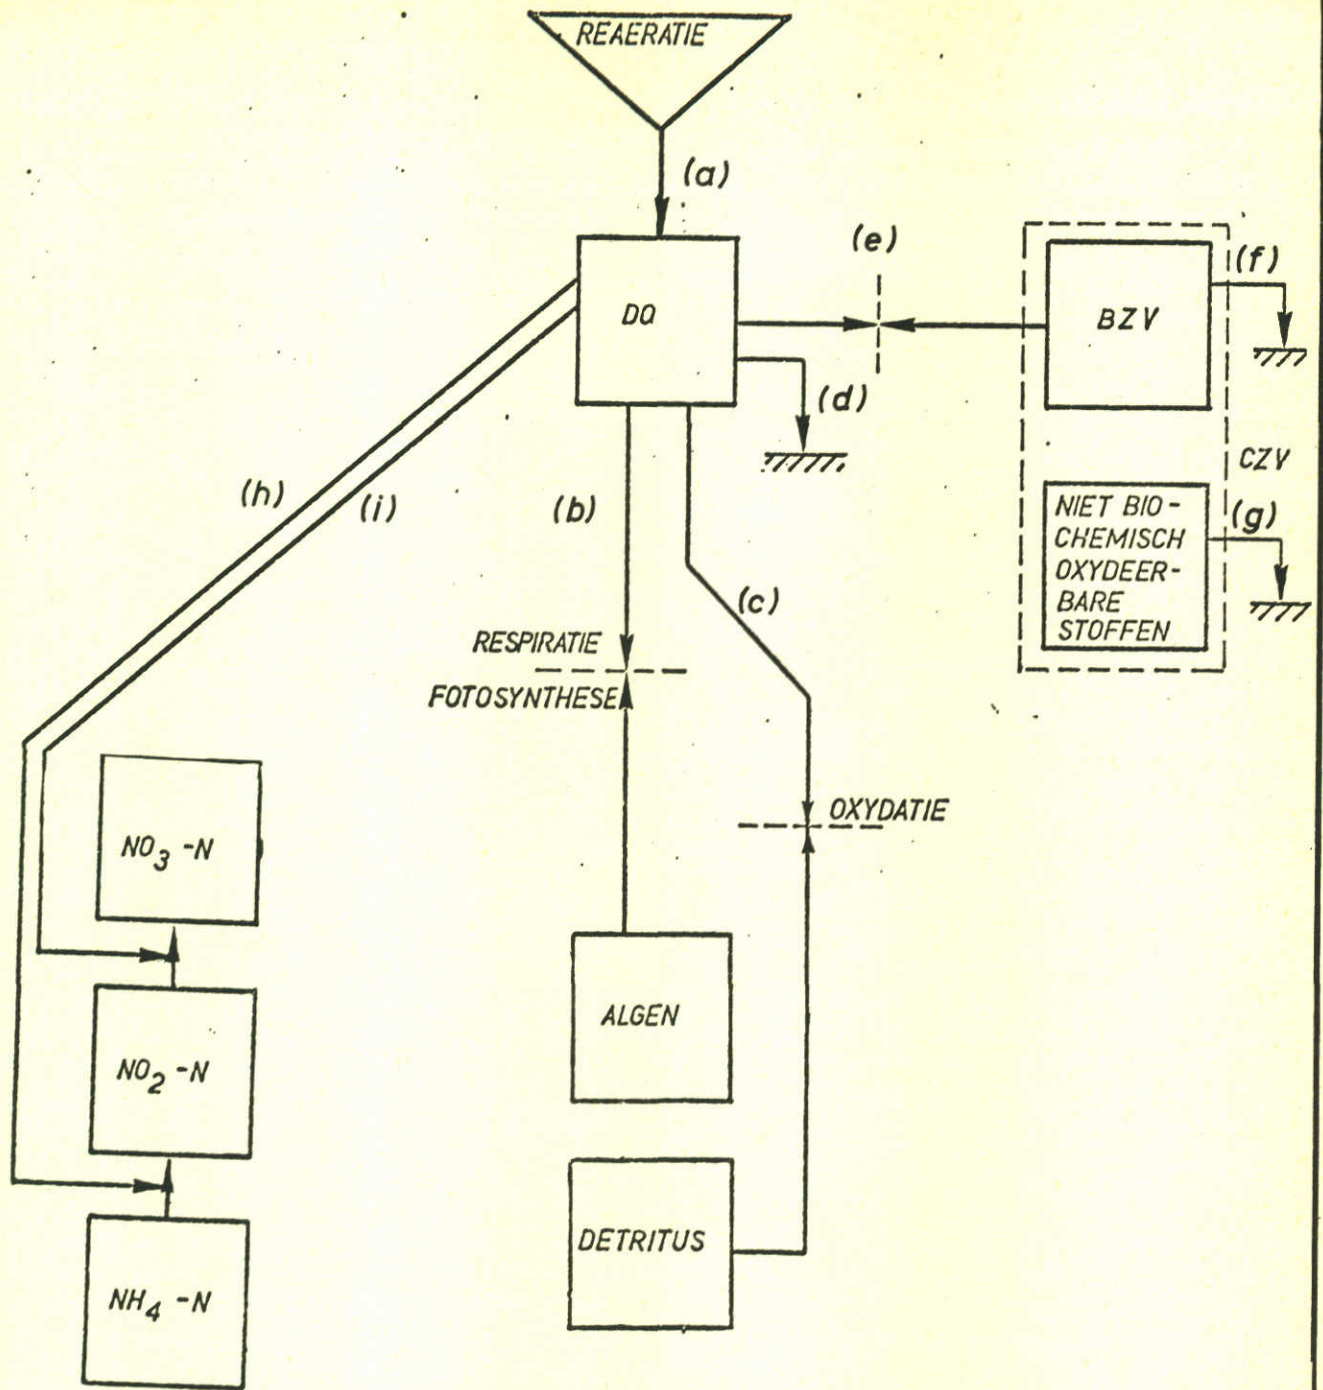 REAERATIE
(a)
(e)
(f)
DO
BZV
(d)
CZV
(h)
(i)
(b)
NIET BIO-
CHEMISCH
OXYDEER-
BARE
STOFFEN
(g)
(c)
RESPIRATIE
FOTOSYNTHESE
OXYDATIE
NO3-N
ALGEN
NO2-N
DETRITUS
NH4-N